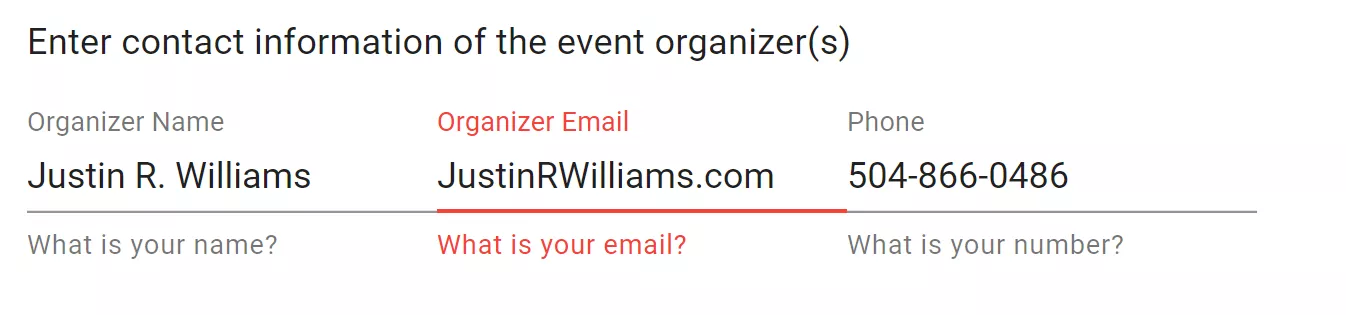 Enter contact information of the event organizer(s)
Organizer Name Organizer Email Phone
Justin R. Williams JustinRWilliams.com 504-866-0486
What is your name? What is your email? What is your number?